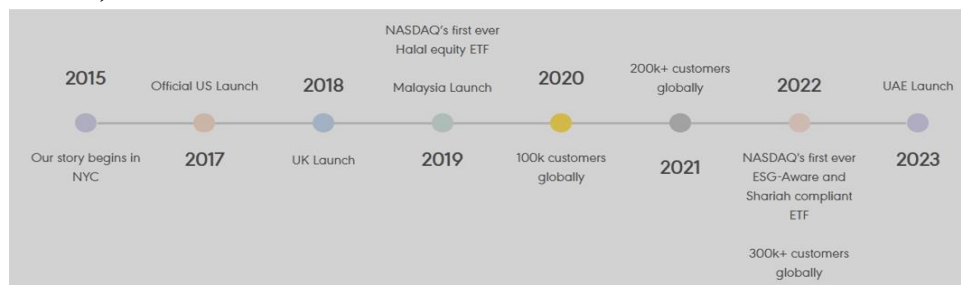 2015
Our story begins in
NYC
Official US Launch
2017
2018
UK Launch
NASDAQ's first ever
Halal equity ETF
Malaysia Launch
2019
2020
100k customers
globally
200k+ customers
globally
2021
2022
NASDAQ's first ever
ESG-Aware and
Shariah compliant
ETF
300k+ customers
globally
UAE Launch
2023